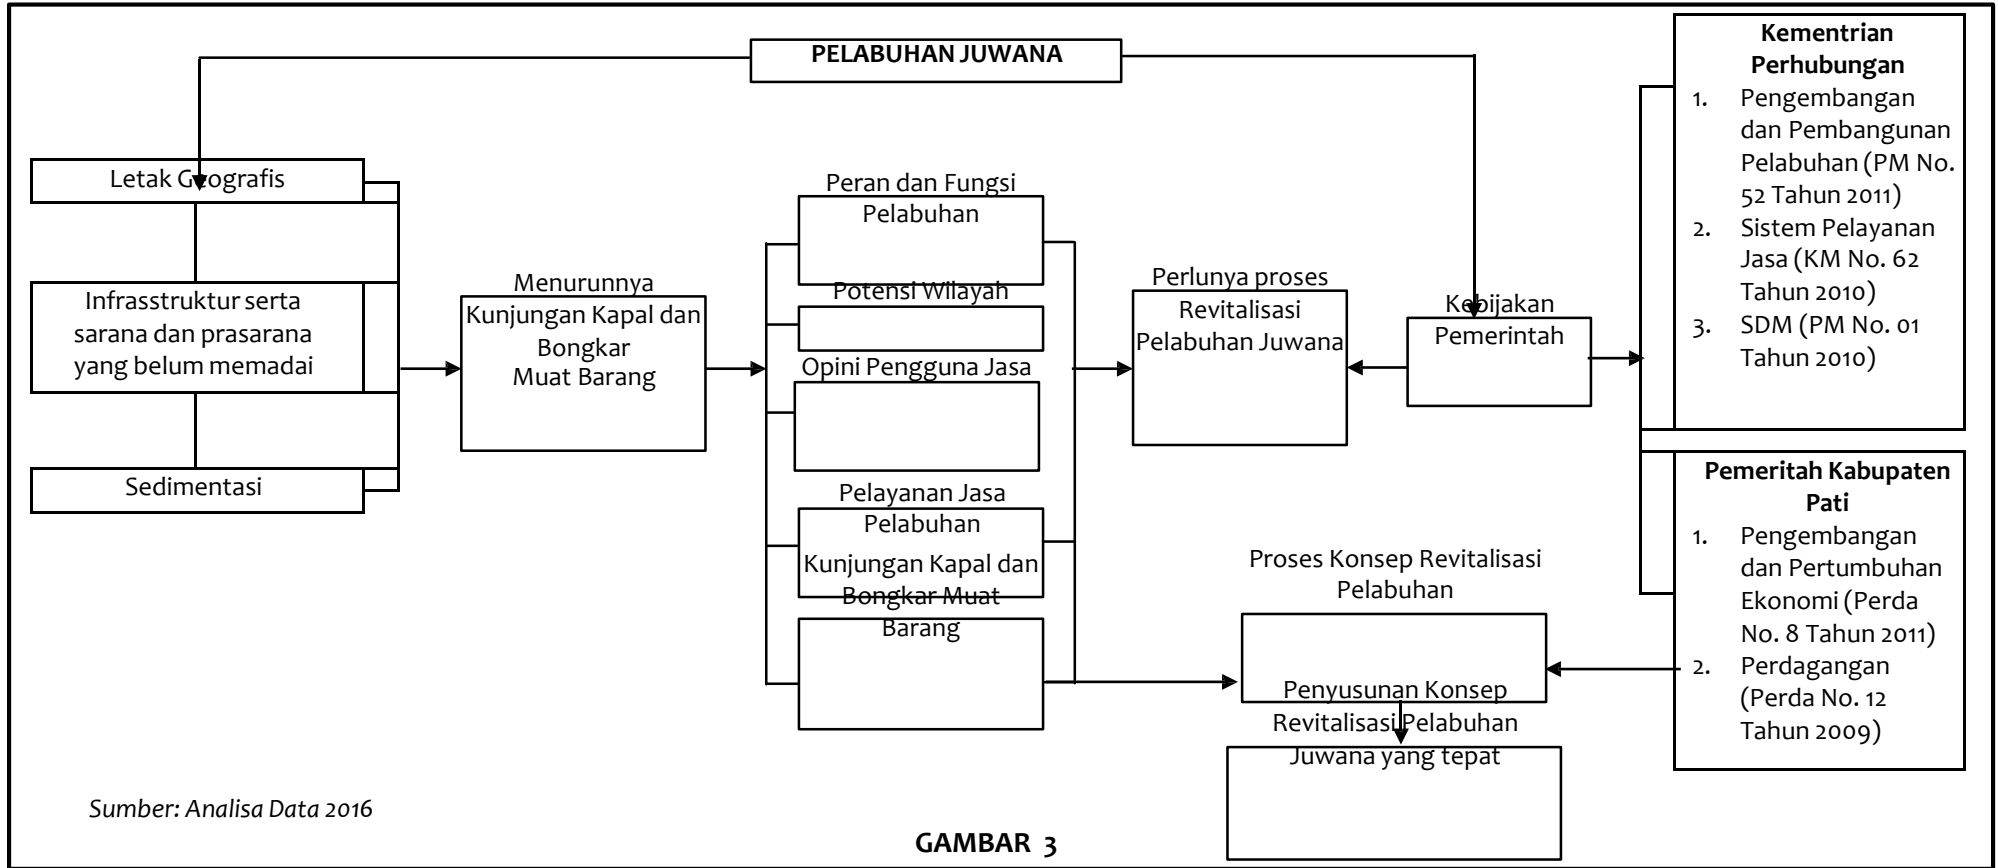 PELABUHAN JUWANA
Letak Geografis
Infrasstruktur serta
sarana dan prasarana
yang belum memadai
Sedimentasi
Menurunnya
Kunjungan Kapal dan
Bongkar
Muat Barang
Peran dan Fungsi
Pelabuhan
Potensi Wilayah
Opini Pengguna Jasa
Pelayanan Jasa
Pelabuhan
Kunjungan Kapal dan
Bongkar Muat
Barang
Perlunya proses
Revitalisasi
Pelabuhan Juwana
Kebijakan
Pemerintah
Kementrian
Perhubungan
1. Pengembangan
dan Pembangunan
Pelabuhan (PM No.
52 Tahun 2011)
2. Sistem Pelayanan
Jasa (KM No. 62
Tahun 2010)
3. SDM (PM No. 01
Tahun 2010)
Pemeritah Kabupaten
Pati
1. Pengembangan
dan Pertumbuhan
Ekonomi (Perda
No. 8 Tahun 2011)
2. Perdagangan
(Perda No. 12
Tahun 2009)
Proses Konsep Revitalisasi
Pelabuhan
Penyusunan Konsep
Revitalisasi Pelabuhan
Juwana yang tepat
Sumber: Analisa Data 2016
GAMBAR 3